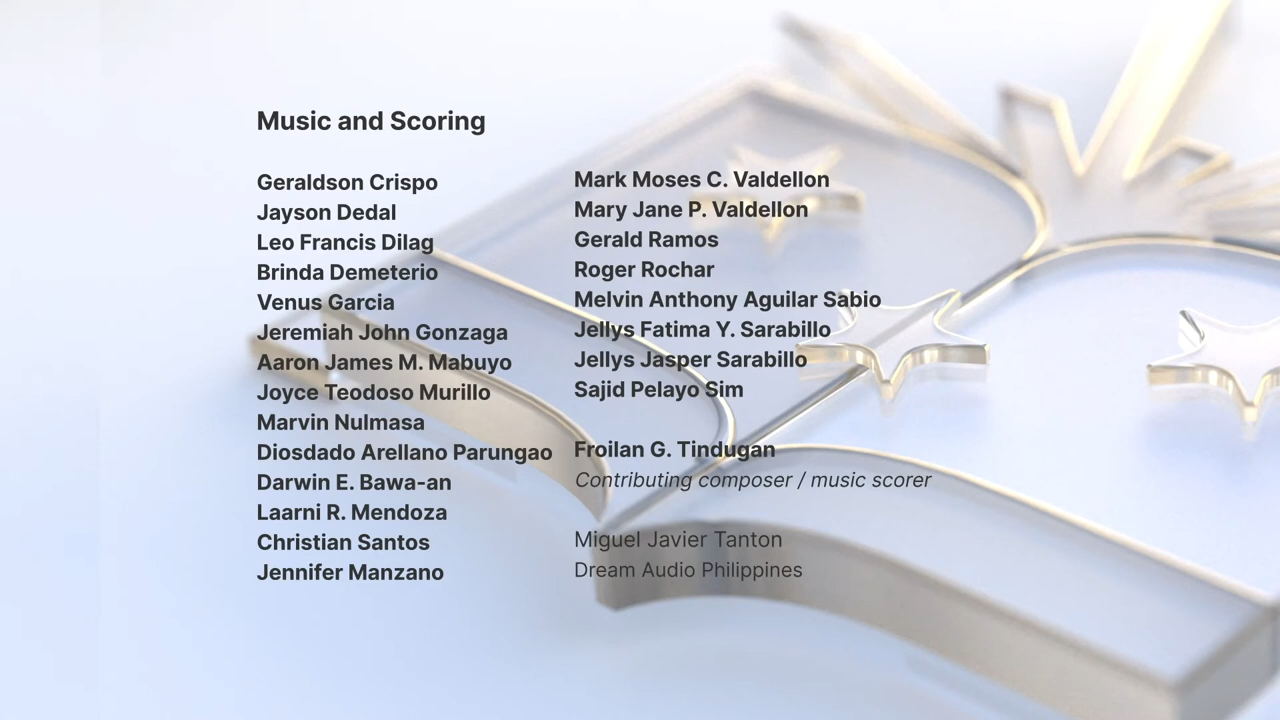 Music and Scoring
Geraldson Crispo
Jayson Dedal
Leo Francis Dilag
Brinda Demeterio
Venus Garcia
Jeremiah John Gonzaga
Aaron James M. Mabuyo
Joyce Teodoso Murillo
Marvin Nulmasa
Diosdado Arellano Parungao
Darwin E. Bawa-an
Laarni R. Mendoza
Christian Santos
Jennifer Manzano
Mark Moses C. Valdellon
Mary Jane P. Valdellon
Gerald Ramos
Roger Rochar
Melvin Anthony Aguilar Sabio
Jellys Fatima Y. Sarabillo
Jellys Jasper Sarabillo
Sajid Pelayo Sim
Froilan G. Tindugan
Contributing composer / music scorer
Miguel Javier Tanton
Dream Audio Philippines